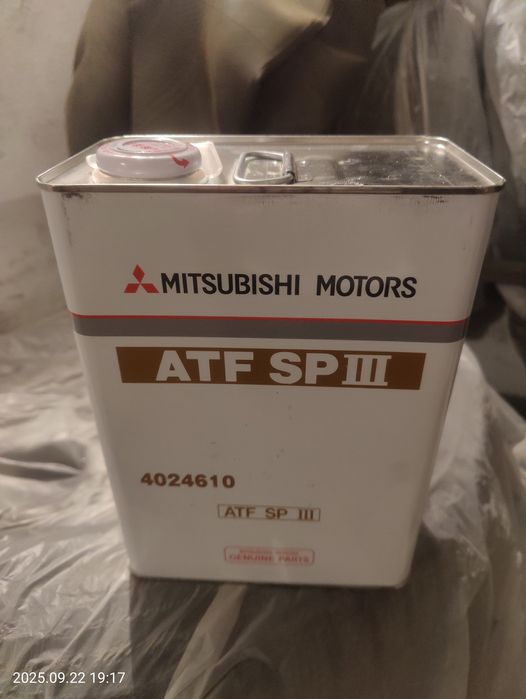 MITSUBISHI MOTORS
ATF SP III
4024610
ATF SP III
GENUINE PARTS
2025.09.22 19:17